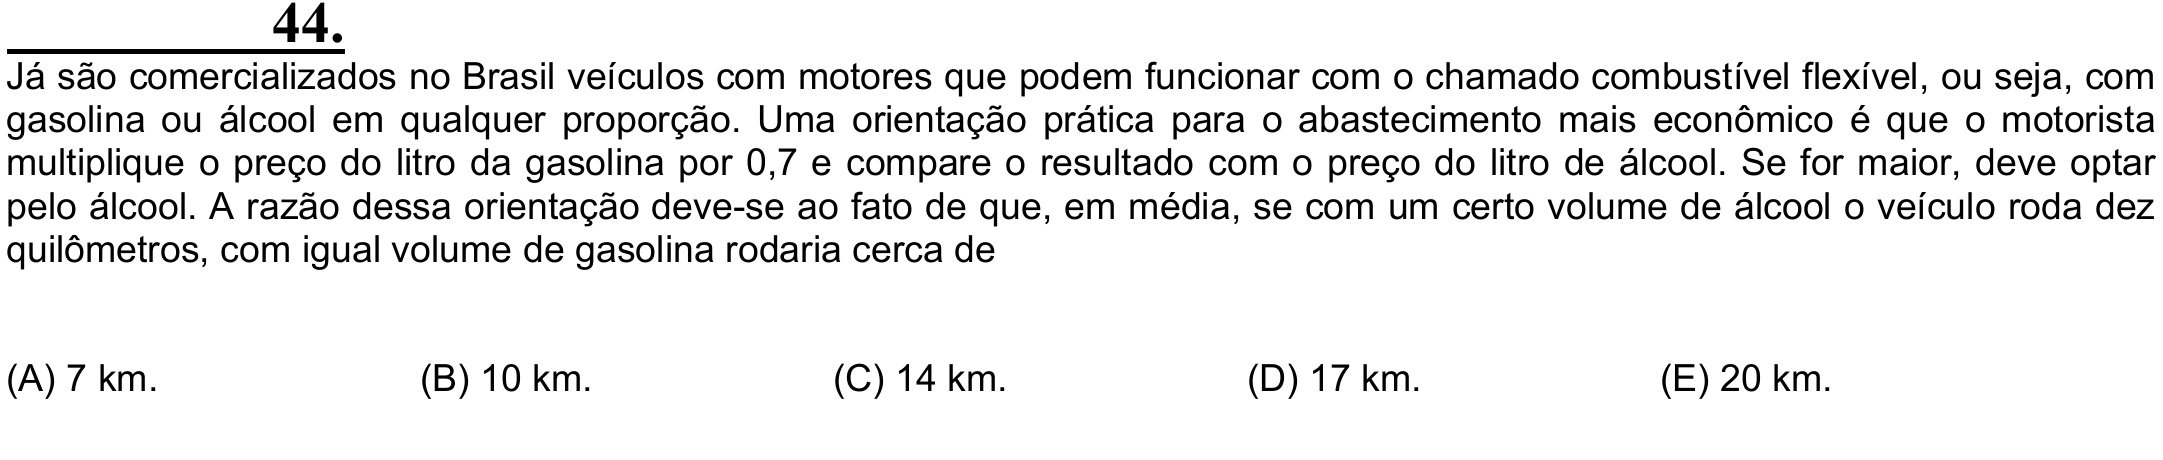 44.
Já são comercializados no Brasil veículos com motores que podem funcionar com o chamado combustível flexível, ou seja, com
gasolina ou álcool em qualquer proporção. Uma orientação prática para o abastecimento mais econômico é que o motorista
multiplique o preço do litro da gasolina por 0,7 e compare o resultado com o preço do litro de álcool. Se for maior, deve optar
pelo álcool. A razão dessa orientação deve-se ao fato de que, em média, se com um certo volume de álcool o veículo roda dez
quilômetros, com igual volume de gasolina rodaria cerca de
(A) 7 km. (B) 10 km. (C) 14 km. (D) 17 km. (E) 20 km.